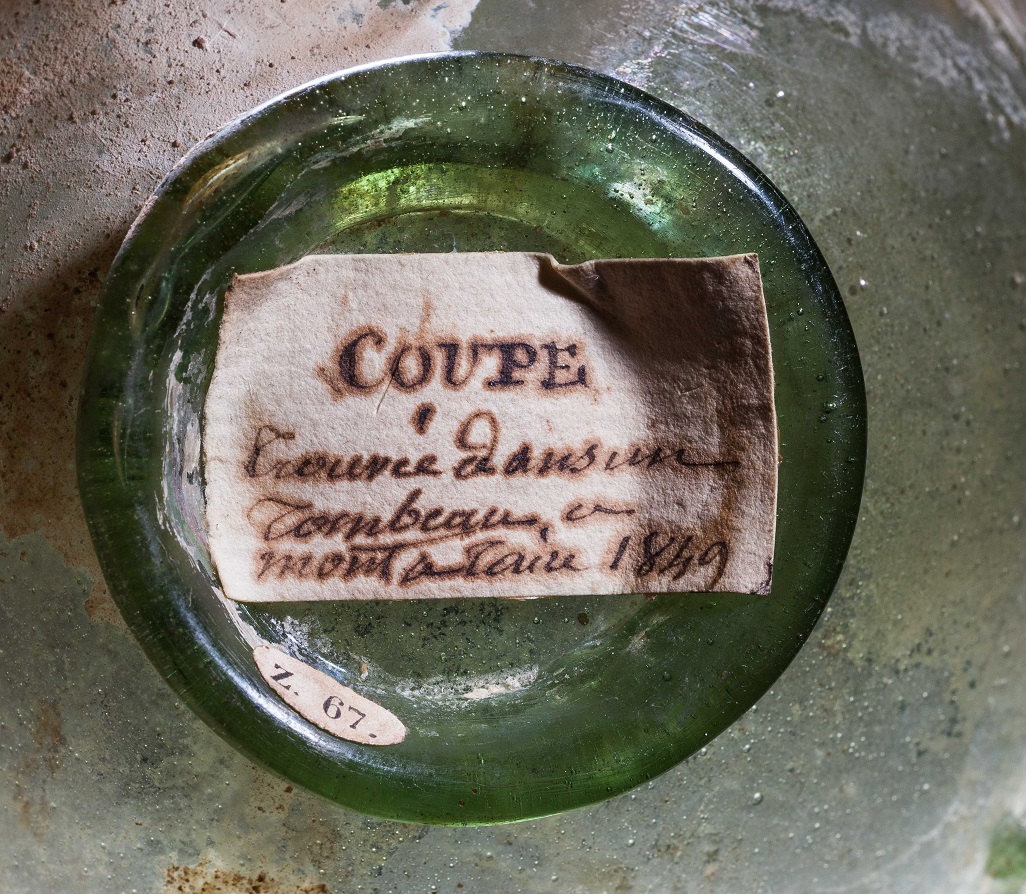 COUPE
trouvée dans un
Tombeau, a
montataire 1849
Z. 67.